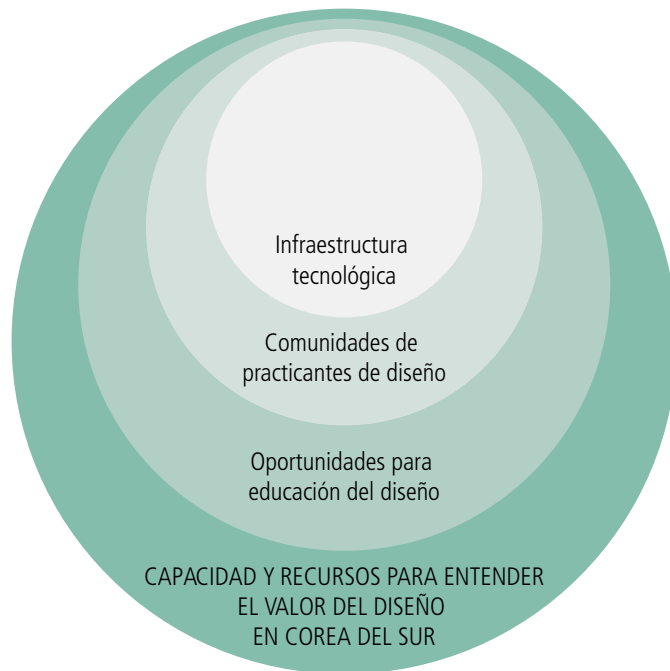 Infraestructura
tecnológica
Comunidades de
practicantes de diseño
Oportunidades para
educación del diseño
CAPACIDAD Y RECURSOS PARA ENTENDER
EL VALOR DEL DISEÑO
EN COREA DEL SUR